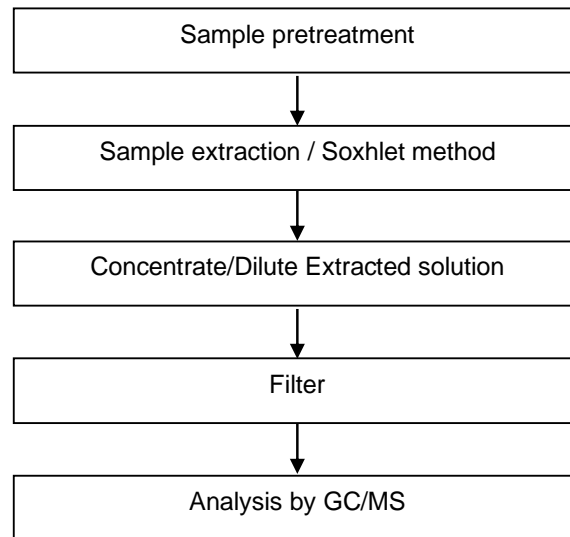 Sample pretreatment
Sample extraction / Soxhlet method
Concentrate/Dilute Extracted solution
Filter
Analysis by GC/MS